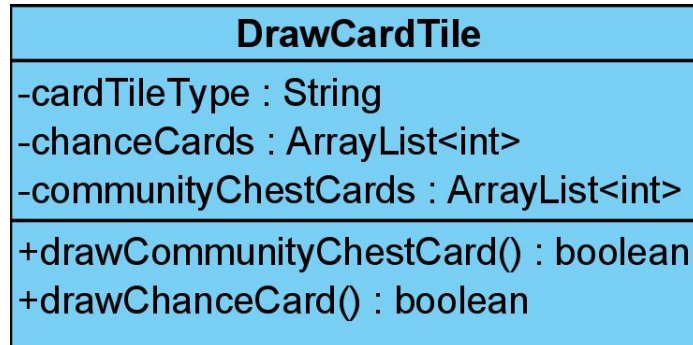 DrawCardTile
-cardTileType : String
-chanceCards : ArrayList<int>
-communityChestCards : ArrayList<int>
+drawCommunityChestCard() : boolean
+drawChanceCard() : boolean